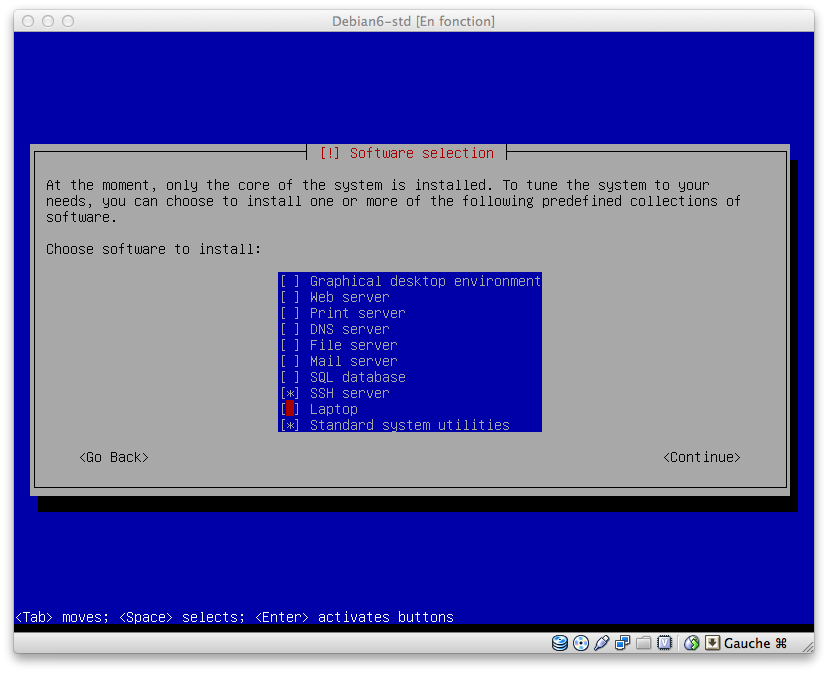 Debian6-std [En fonction]
[!] Software selection
At the moment, only the core of the system is installed. To tune the system to your
needs, you can choose to install one or more of the following predefined collections of
software.
Choose software to install:
[ ] Graphical desktop environment
[ ] Web server
[ ] Print server
[ ] DNS server
[ ] File server
[ ] Mail server
[ ] SQL database
[*] SSH server
[ ] Laptop
[*] Standard system utilities
<Go Back> <Continue>
<Tab> moves; <Space> selects; <Enter> activates buttons
Gauche ⌘